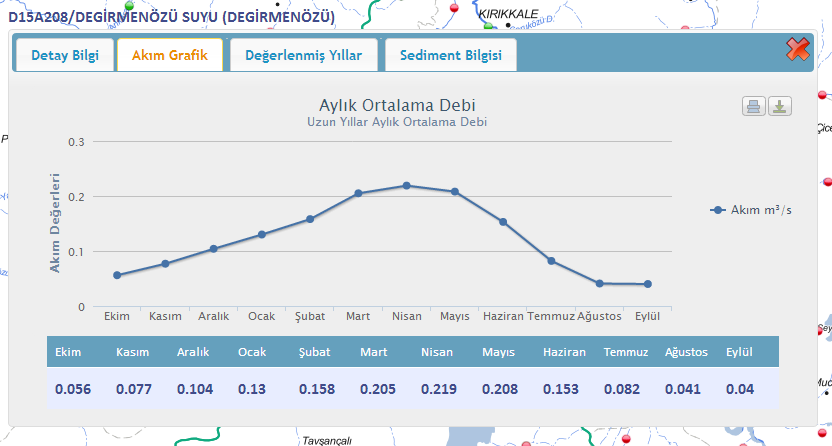 D15A208/DEĞİRMENÖZÜ SUYU (DEĞİRMENÖZÜ)
KIRIKKALE
Detay Bilgi
Akım Grafik
Değerlenmiş Yıllar
Sediment Bilgisi
Aylık Ortalama Debi
Uzun Yıllar Aylık Ortalama Debi
Akım Değerleri
0.3
0.2
0.1
0
Akım m³/s
Ekim Kasım Aralık Ocak Şubat Mart Nisan Mayıs Haziran Temmuz Ağustos Eylül
Ekim Kasım Aralık Ocak Şubat Mart Nisan Mayıs Haziran Temmuz Ağustos Eylül
0.056 0.077 0.104 0.13 0.158 0.205 0.219 0.208 0.153 0.082 0.041 0.04
Tavşançalı